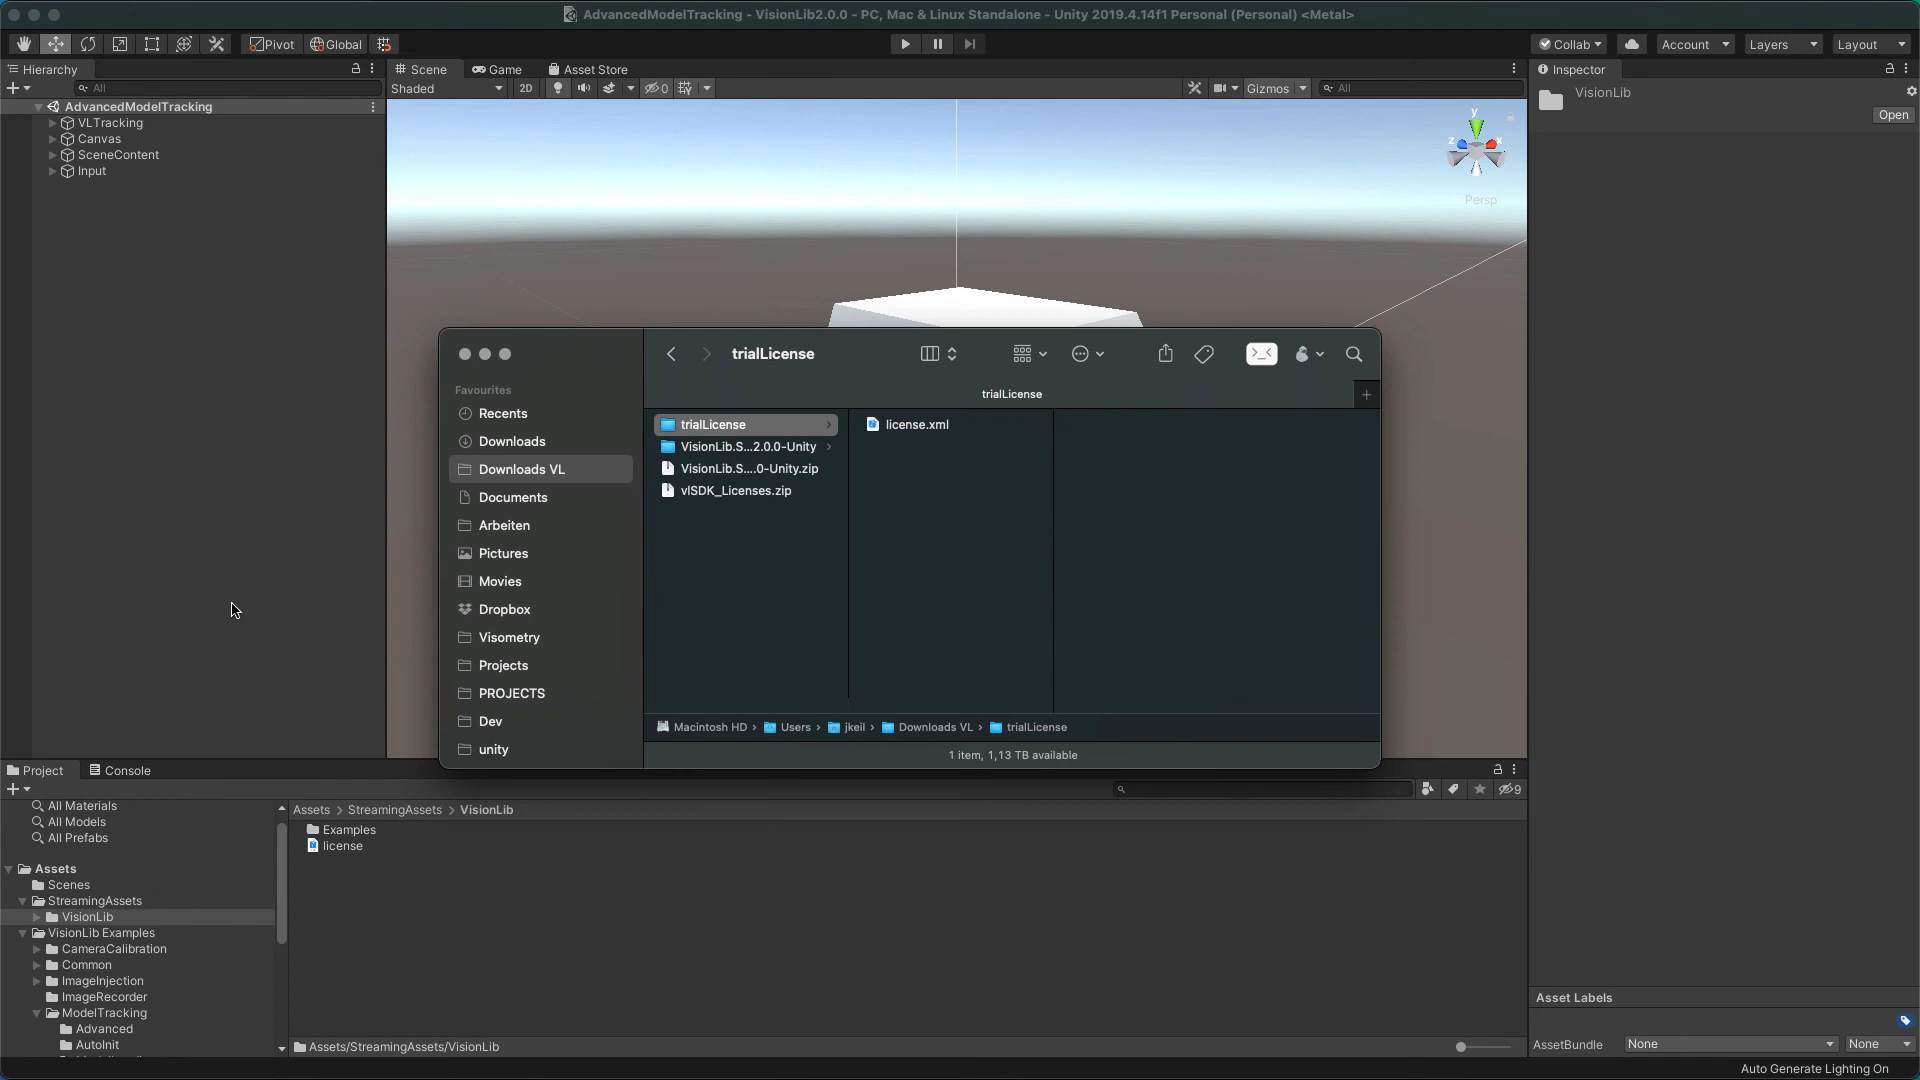 AdvancedModelTracking - VisionLib2.0.0 - PC, Mac & Linux Standalone - Unity 2019.4.14f1 Personal (Personal) <Metal>
Pivot
Global
Collab
Account
Layers
Layout
Hierarchy
All
AdvancedModelTracking
VLTracking
Canvas
SceneContent
Input
Scene
Game
Asset Store
Shaded
2D
0
Gizmos
All
y
z
x
Persp
Inspector
VisionLib
Open
trialLicense
trialLicense
Favourites
Recents
Downloads
Downloads VL
Documents
Arbeiten
Pictures
Movies
Dropbox
Visometry
Projects
PROJECTS
Dev
unity
trialLicense
VisionLib.S...2.0.0-Unity
VisionLib.S....0-Unity.zip
vlSDK_Licenses.zip
license.xml
Macintosh HD › Users › jkeil › Downloads VL › trialLicense
1 item, 1,13 TB available
Project
Console
9
All Materials
All Models
All Prefabs
Assets
Scenes
StreamingAssets
VisionLib
VisionLib Examples
CameraCalibration
Common
ImageInjection
ImageRecorder
ModelTracking
Advanced
AutoInit
Assets > StreamingAssets > VisionLib
Examples
license
Assets/StreamingAssets/VisionLib
Asset Labels
AssetBundle
None
None
Auto Generate Lighting On